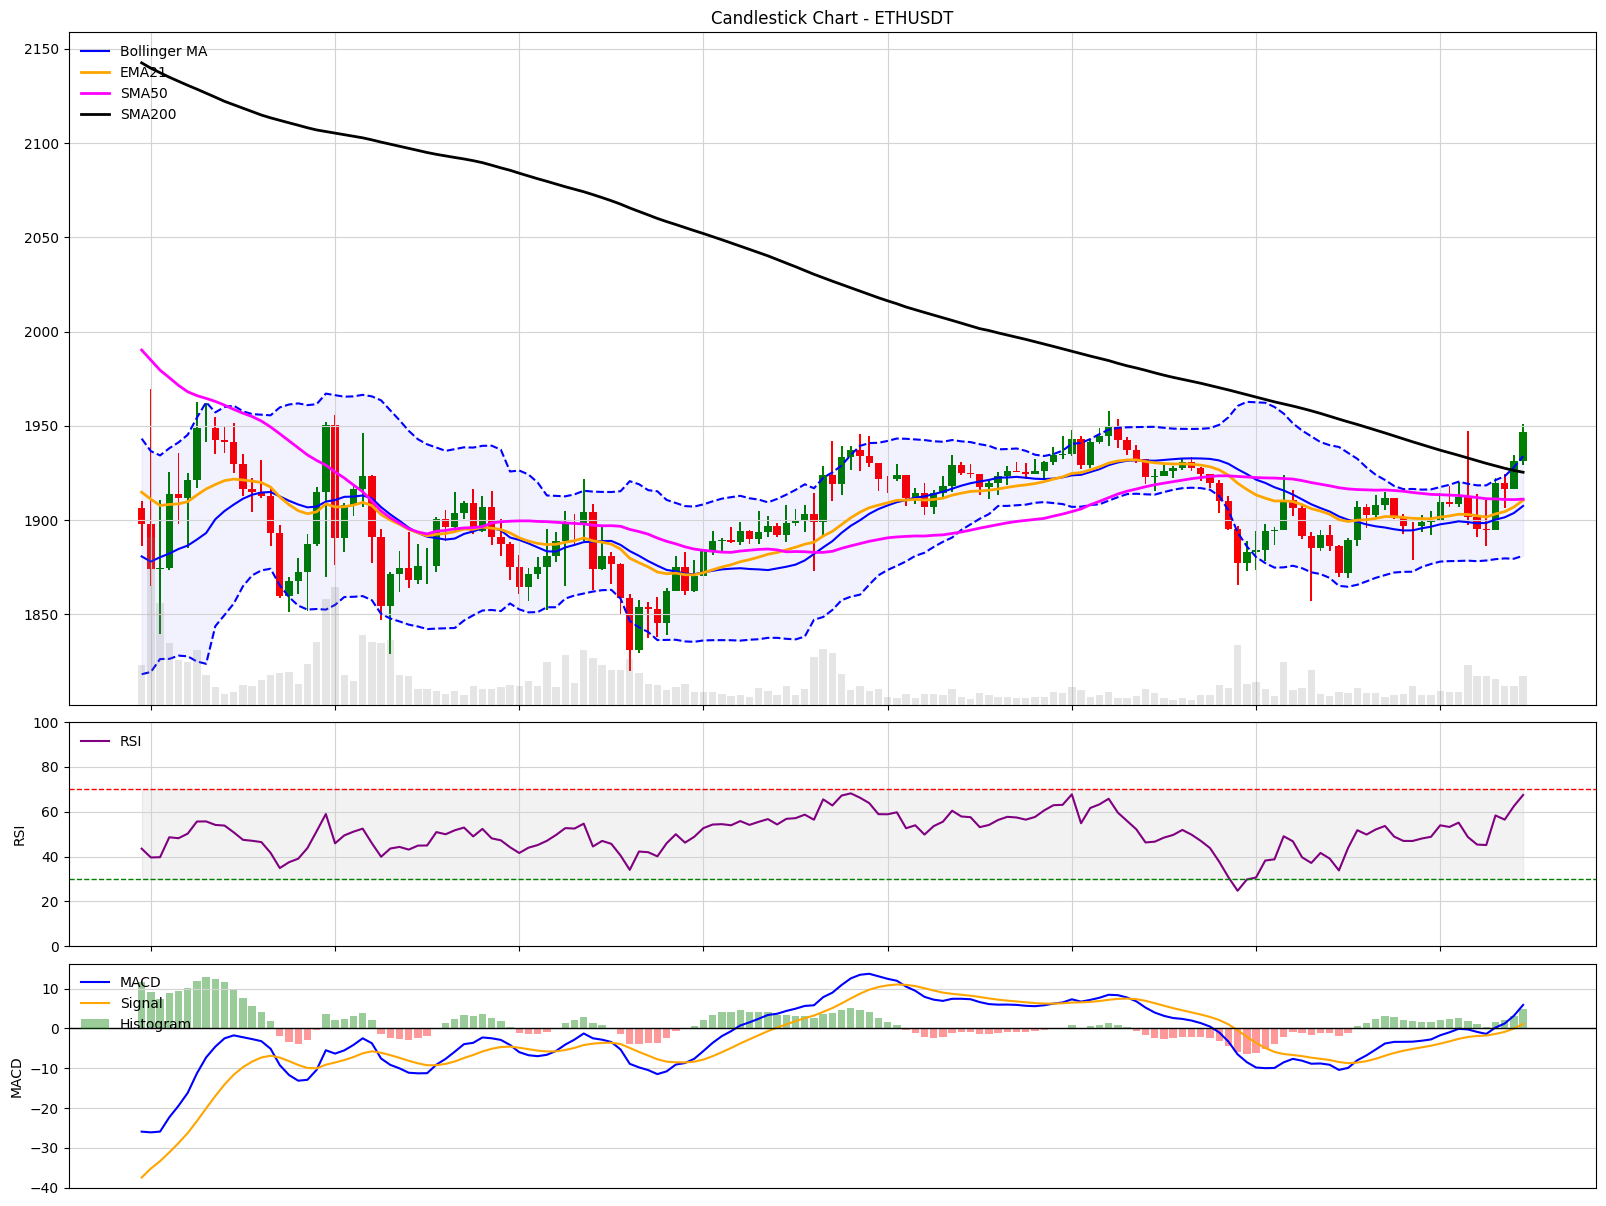 Candlestick Chart - ETHUSDT
Bollinger MA
EMA21
SMA50
SMA200
2150
2100
2050
2000
1950
1900
1850
RSI
100
80
60
40
20
0
RSI
MACD
Signal
Histogram
10
0
−10
−20
−30
−40
MACD